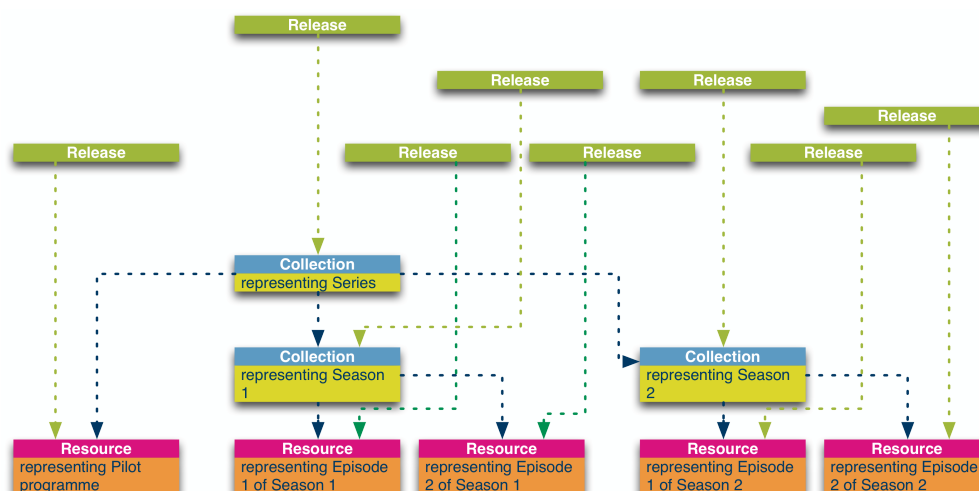 Release
Release
Release
Release
Release
Release
Release
Release
Collection
representing Series
Collection
representing Season
1
Collection
representing Season
2
Resource
representing Pilot
programme
Resource
representing Episode
1 of Season 1
Resource
representing Episode
2 of Season 1
Resource
representing Episode
1 of Season 2
Resource
representing Episode
2 of Season 2